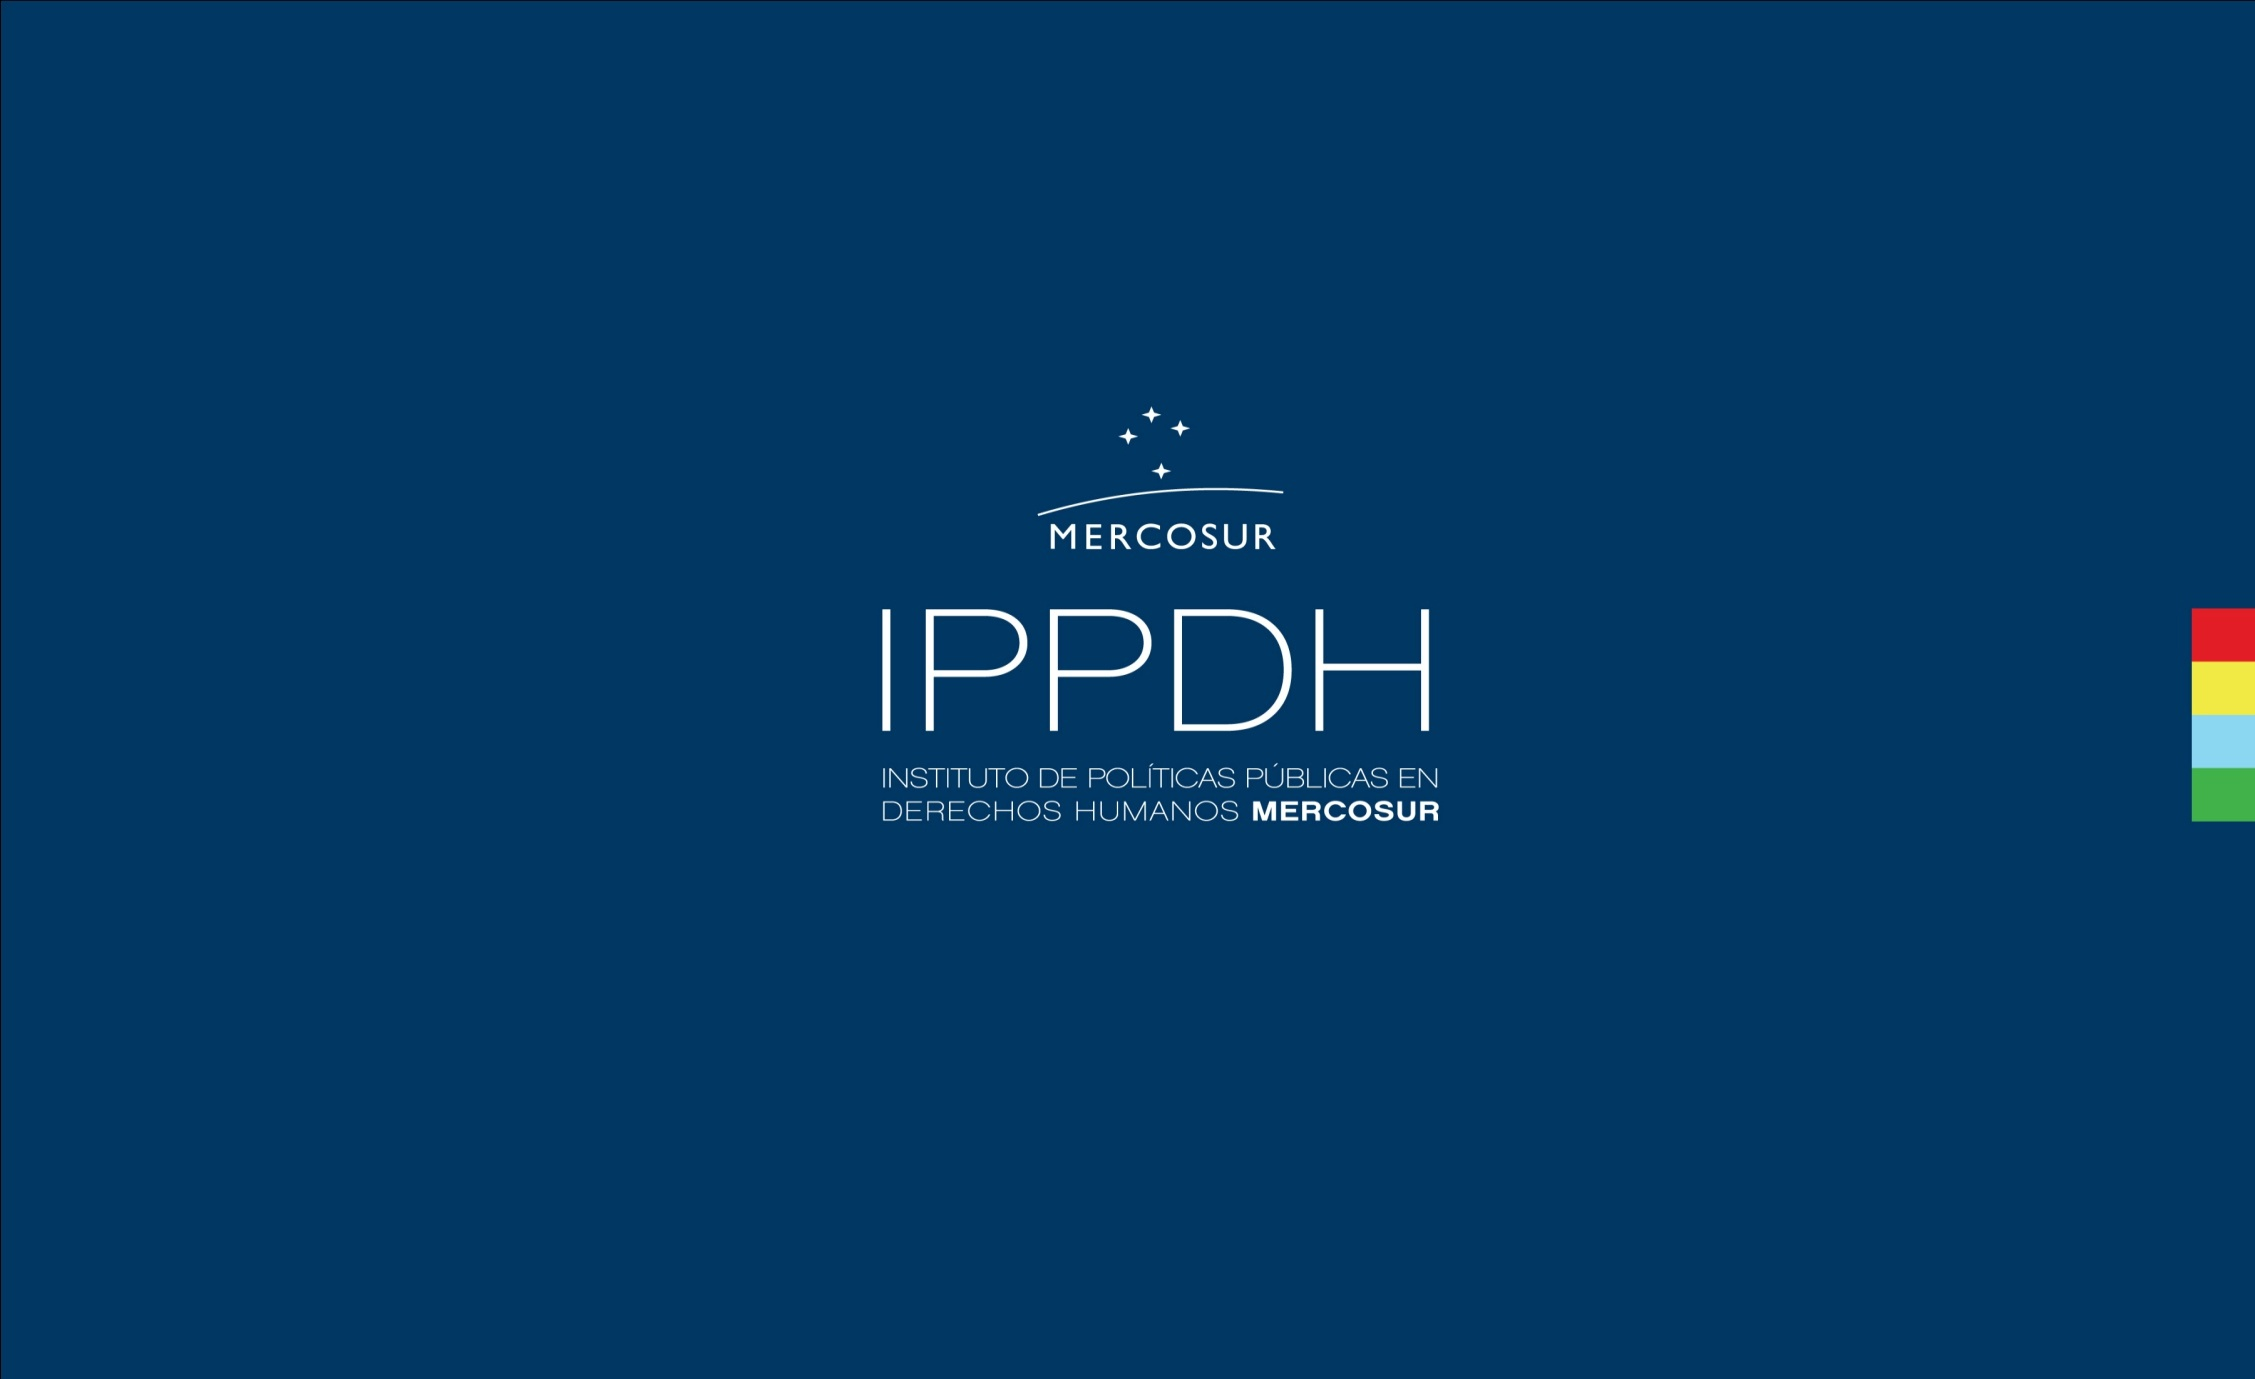 MERCOSUR
IPPDH
INSTITUTO DE POLÍTICAS PÚBLICAS EN
DERECHOS HUMANOS MERCOSUR